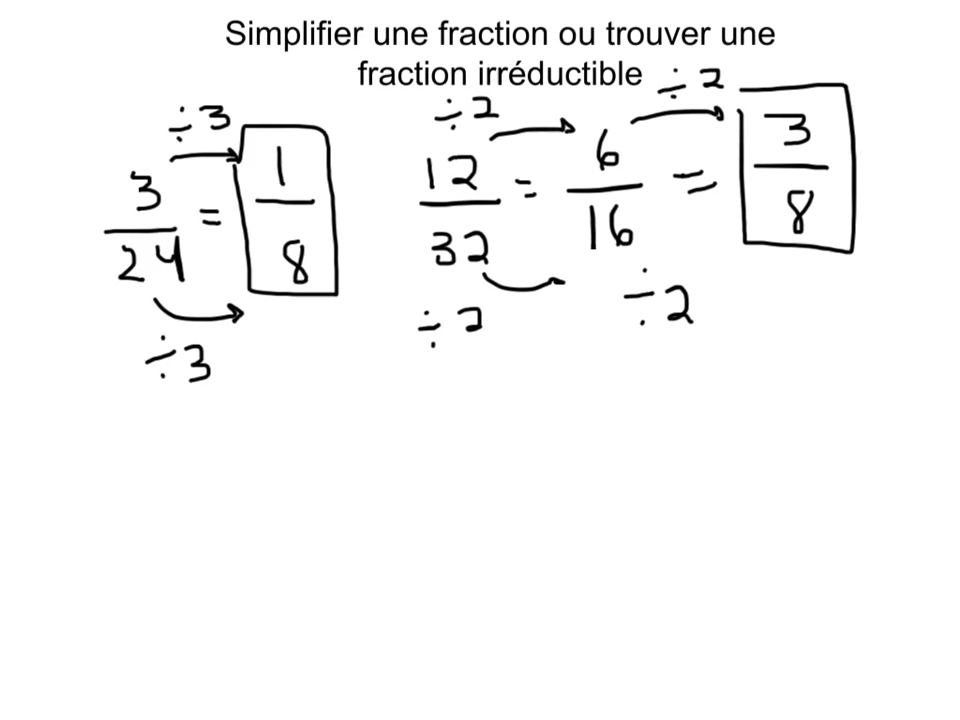 Simplifier une fraction ou trouver une
fraction irréductible
÷3
3/24 = 1/8
÷3
÷2 ÷2
12/32 = 6/16 = 3/8
÷2 ÷2